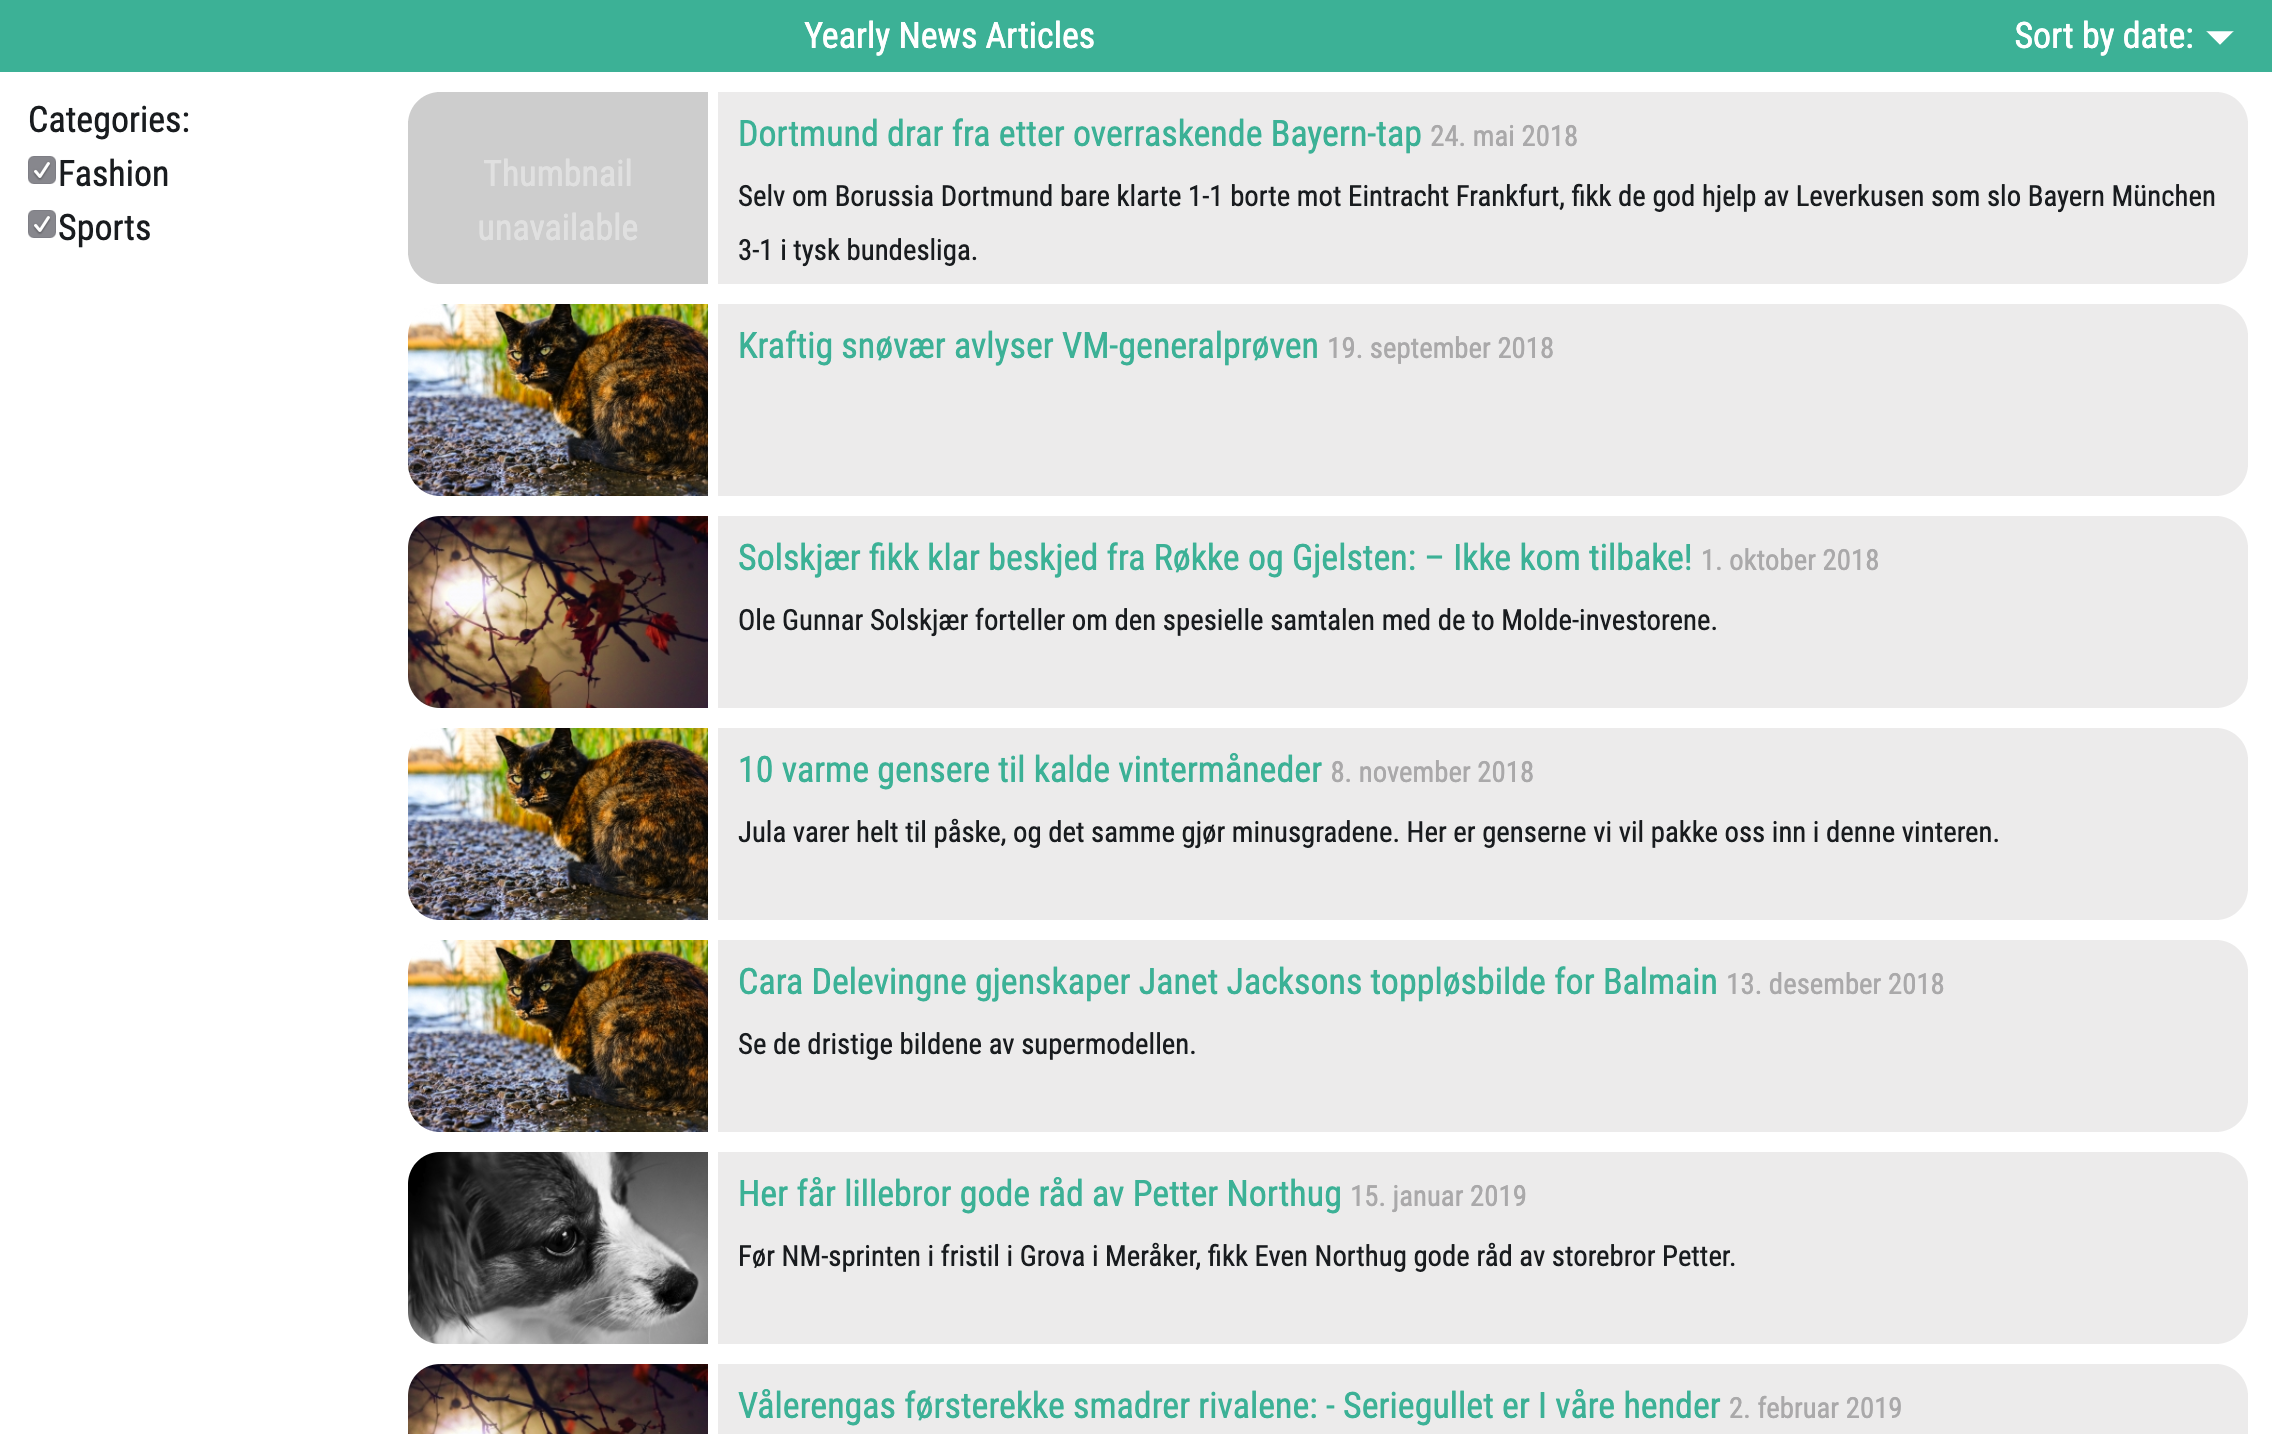 Yearly News Articles
Sort by date:
Categories:
Fashion
Sports
Thumbnail
unavailable
Dortmund drar fra etter overraskende Bayern-tap 24. mai 2018
Selv om Borussia Dortmund bare klarte 1-1 borte mot Eintracht Frankfurt, fikk de god hjelp av Leverkusen som slo Bayern München
3-1 i tysk bundesliga.
Kraftig snøvær avlyser VM-generalprøven 19. september 2018
Solskjær fikk klar beskjed fra Røkke og Gjelsten: – Ikke kom tilbake! 1. oktober 2018
Ole Gunnar Solskjær forteller om den spesielle samtalen med de to Molde-investorene.
10 varme gensere til kalde vintermåneder 8. november 2018
Jula varer helt til påske, og det samme gjør minusgradene. Her er genserne vi vil pakke oss inn i denne vinteren.
Cara Delevingne gjenskaper Janet Jacksons toppløsbilde for Balmain 13. desember 2018
Se de dristige bildene av supermodellen.
Her får lillebror gode råd av Petter Northug 15. januar 2019
Før NM-sprinten i fristil i Grova i Meråker, fikk Even Northug gode råd av storebror Petter.
Vålerengas førsterekke smadrer rivalene: - Seriegullet er I våre hender 2. februar 2019